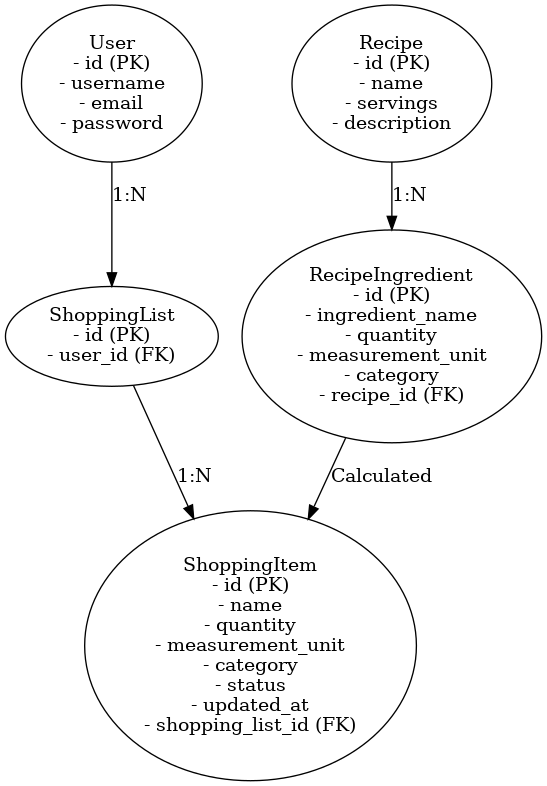 User
- id (PK)
- username
- email
- password
Recipe
- id (PK)
- name
- servings
- description
1:N
1:N
ShoppingList
- id (PK)
- user_id (FK)
RecipeIngredient
- id (PK)
- ingredient_name
- quantity
- measurement_unit
- category
- recipe_id (FK)
1:N
Calculated
ShoppingItem
- id (PK)
- name
- quantity
- measurement_unit
- category
- status
- updated_at
- shopping_list_id (FK)